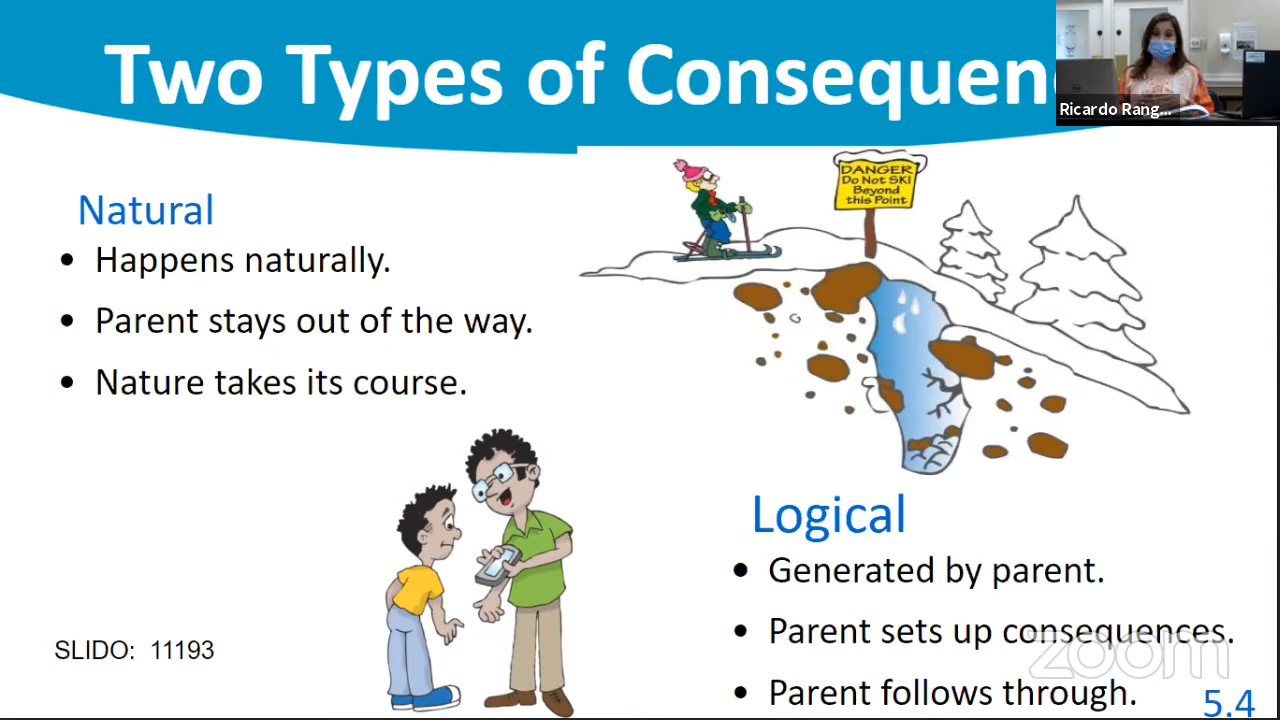 Two Types of Consequenc
Ricardo Rang...
Natural
• Happens naturally.
• Parent stays out of the way.
• Nature takes its course.
DANGER
Do Not SKI
Beyond
this Point
Logical
• Generated by parent.
• Parent sets up consequences.
• Parent follows through.
SLIDO: 11193
zoom
5.4